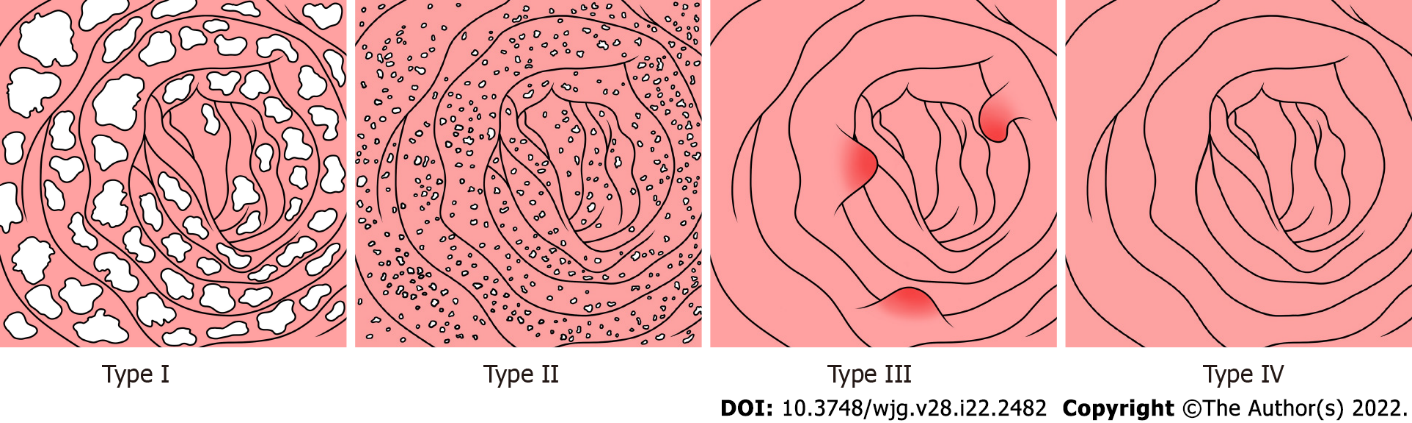 Type I
Type II
Type III
Type IV
DOI: 10.3748/wjg.v28.i22.2482 Copyright ©The Author(s) 2022.